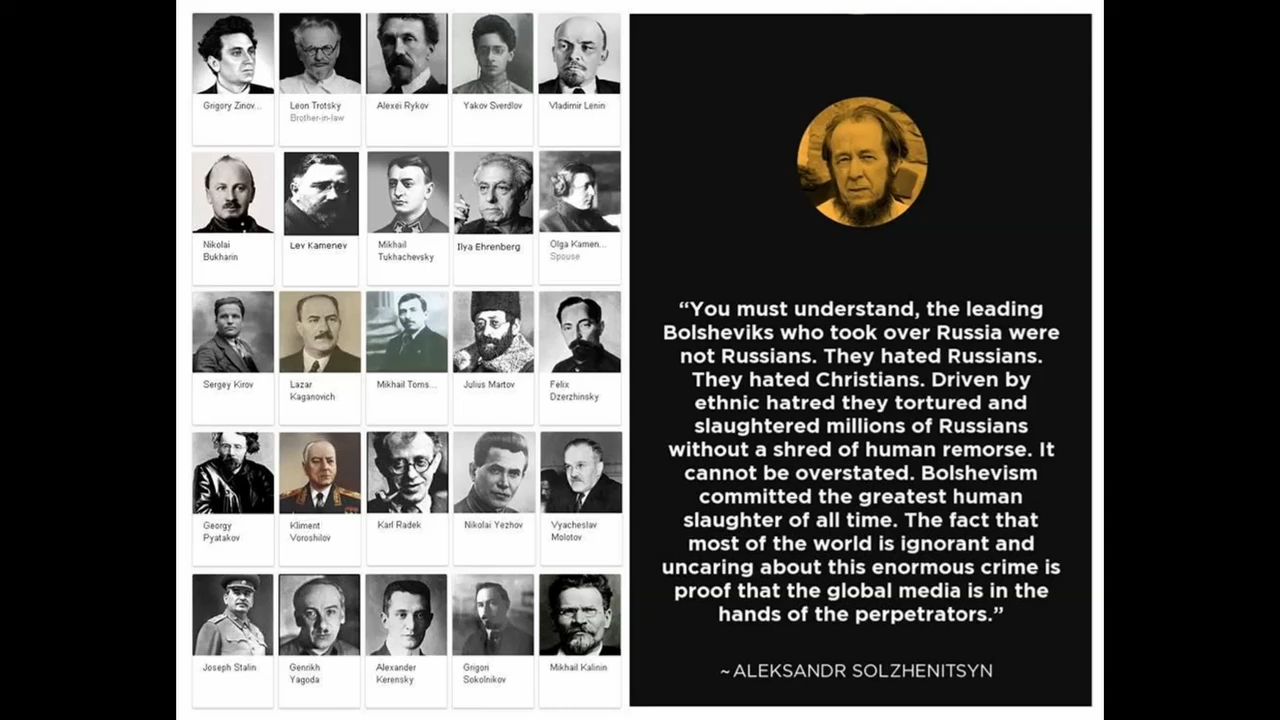 Grigory Zinov...
Leon Trotsky
Brother-in-law
Alexei Rykov
Yakov Sverdlov
Vladimir Lenin
Nikolai
Bukharin
Lev Kamenev
Mikhail
Tukhachevsky
Ilya Ehrenberg
Olga Kamen...
Spouse
Sergey Kirov
Lazar
Kaganovich
Mikhail Toms...
Julius Martov
Felix
Dzerzhinsky
Georgy
Pyatakov
Kliment
Voroshilov
Karl Radek
Nikolai Yezhov
Vyacheslav
Molotov
Joseph Stalin
Genrikh
Yagoda
Alexander
Kerensky
Grigori
Sokolnikov
Mikhail Kalinin
“You must understand, the leading
Bolsheviks who took over Russia were
not Russians. They hated Russians.
They hated Christians. Driven by
ethnic hatred they tortured and
slaughtered millions of Russians
without a shred of human remorse. It
cannot be overstated. Bolshevism
committed the greatest human
slaughter of all time. The fact that
most of the world is ignorant and
uncaring about this enormous crime is
proof that the global media is in the
hands of the perpetrators.”
~ALEKSANDR SOLZHENITSYN